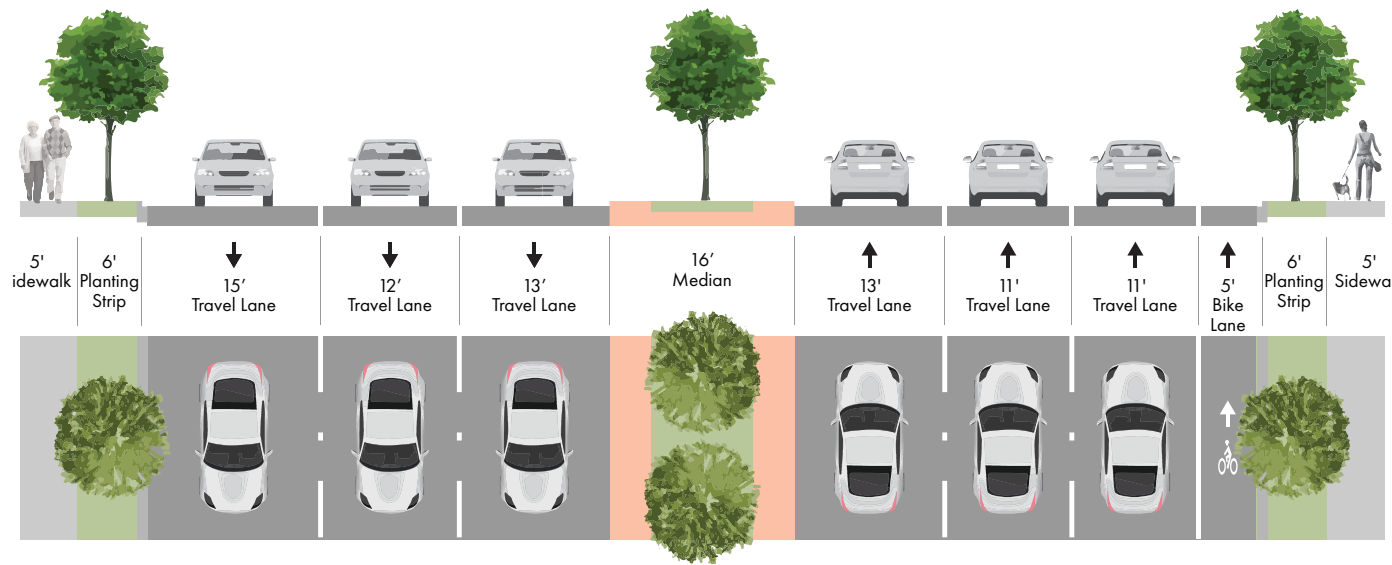 5'
idewalk
6'
Planting
Strip
15’
Travel Lane
12’
Travel Lane
13’
Travel Lane
16’
Median
13'
Travel Lane
11'
Travel Lane
11'
Travel Lane
5'
Bike
Lane
6'
Planting
Strip
5'
Sidewa